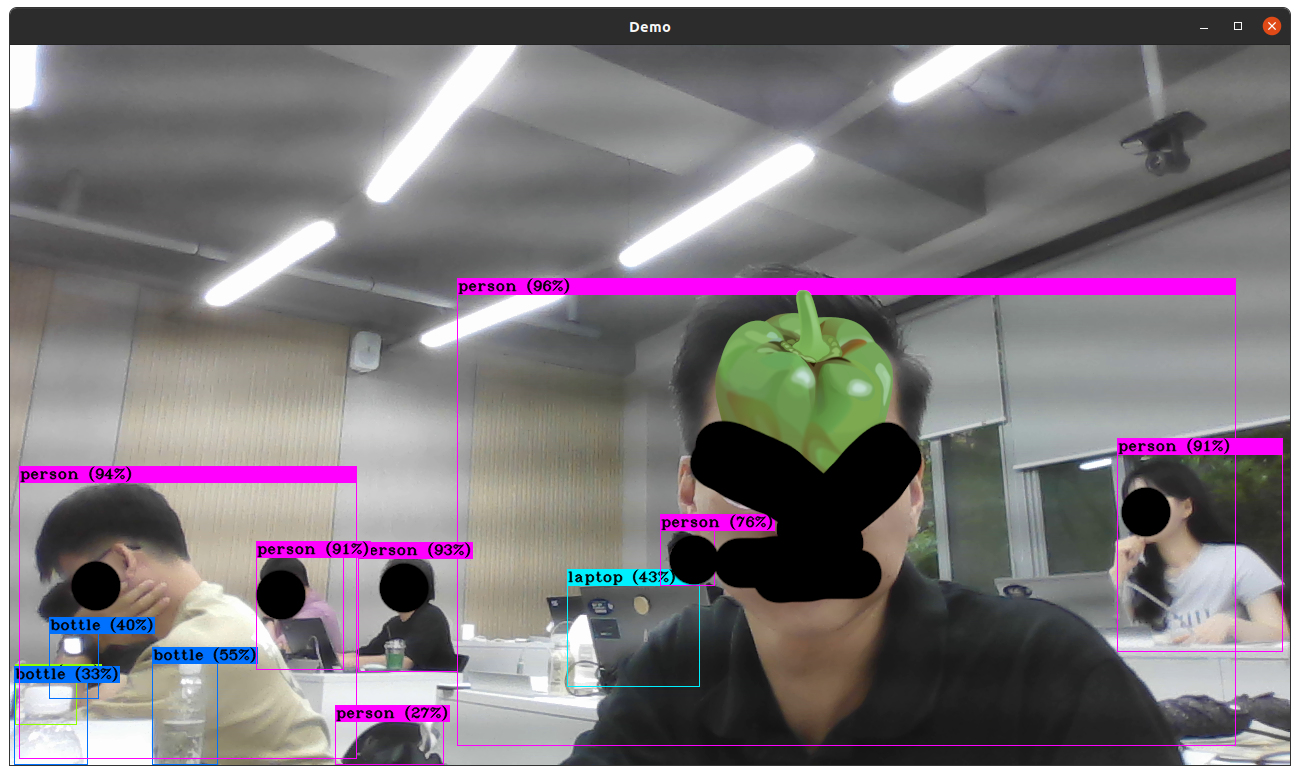 Demo
person (96%)
person (91%)
person (94%)
person (76%)
person (91%)
erson (93%)
laptop (43%)
bottle (40%)
bottle (55%)
bottle (33%)
person (27%)